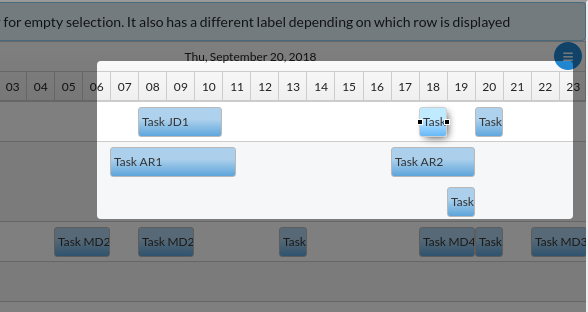 for empty selection. It also has a different label depending on which row is displayed
Thu, September 20, 2018
03 04 05 06 07 08 09 10 11 12 13 14 15 16 17 18 19 20 21 22 23
Task JD1 Task Task
Task AR1 Task AR2
Task
Task MD2 Task MD2 Task Task MD4 Task Task MD3